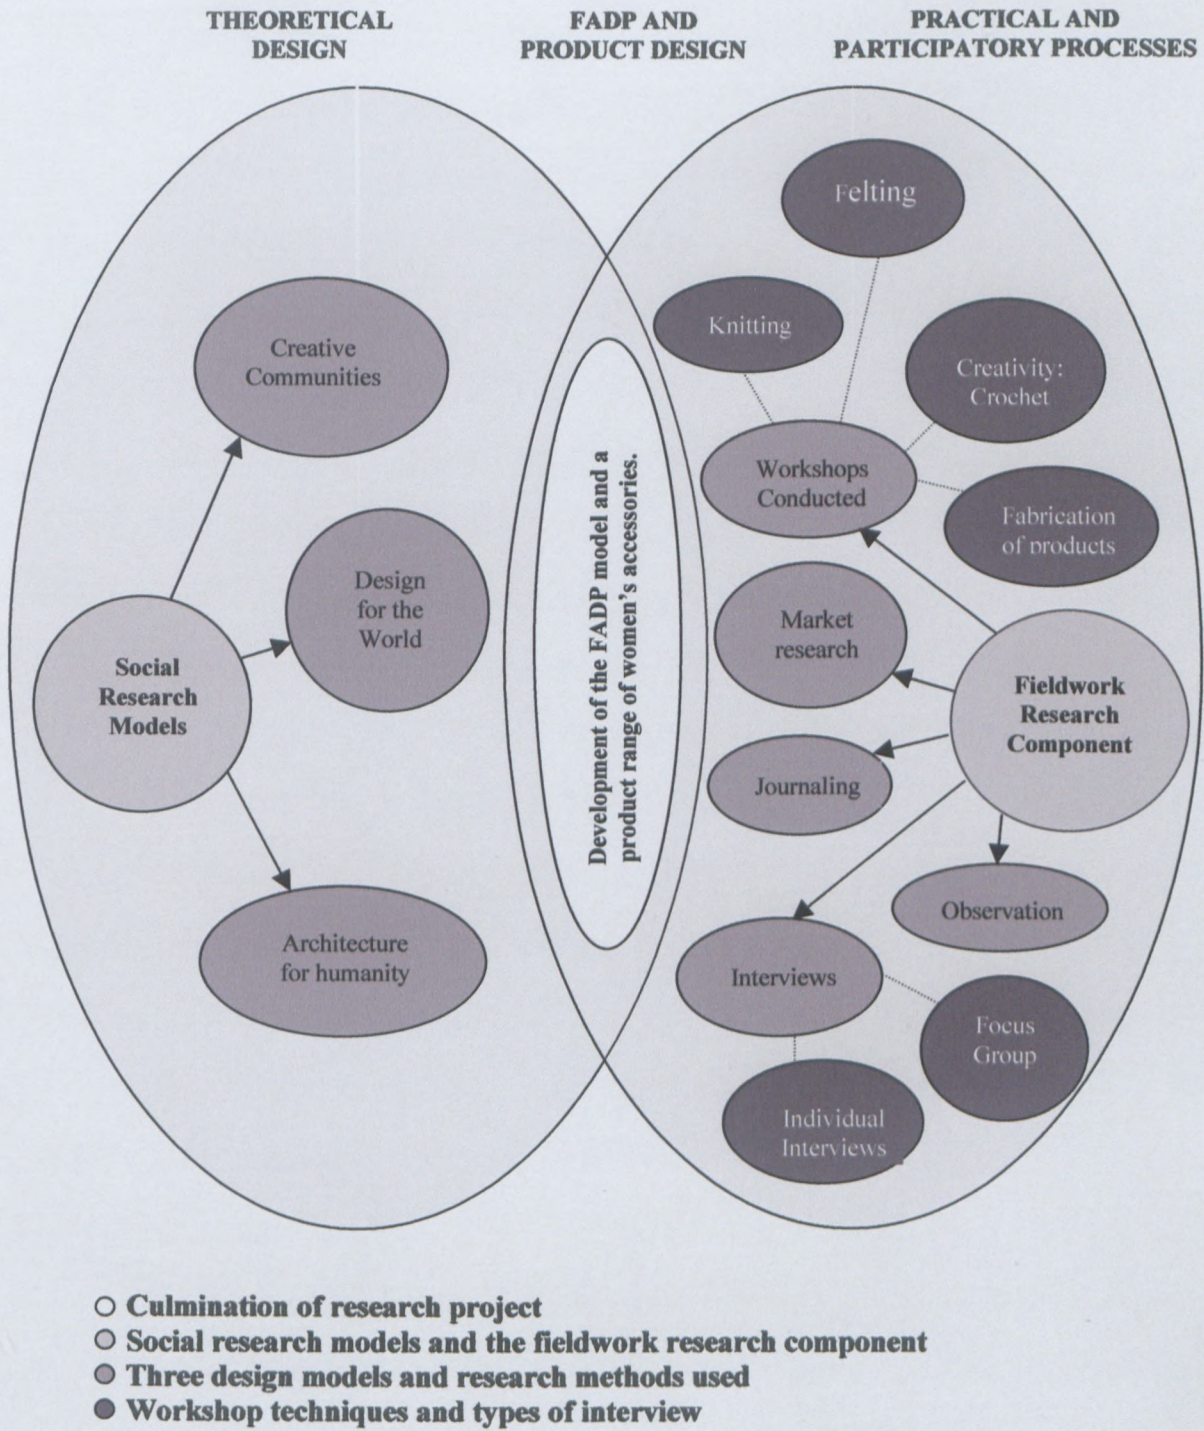 THEORETICAL
DESIGN
FADP AND
PRODUCT DESIGN
PRACTICAL AND
PARTICIPATORY PROCESSES
Creative
Communities
Design
for the
World
Social
Research
Models
Architecture
for humanity
Development of the FADP model and a
product range of women's accessories.
Felting
Knitting
Creativity:
Crochet
Workshops
Conducted
Fabrication
of products
Market
research
Fieldwork
Research
Component
Journaling
Observation
Interviews
Focus
Group
Individual
Interviews
Culmination of research project
Social research models and the fieldwork research component
Three design models and research methods used
Workshop techniques and types of interview